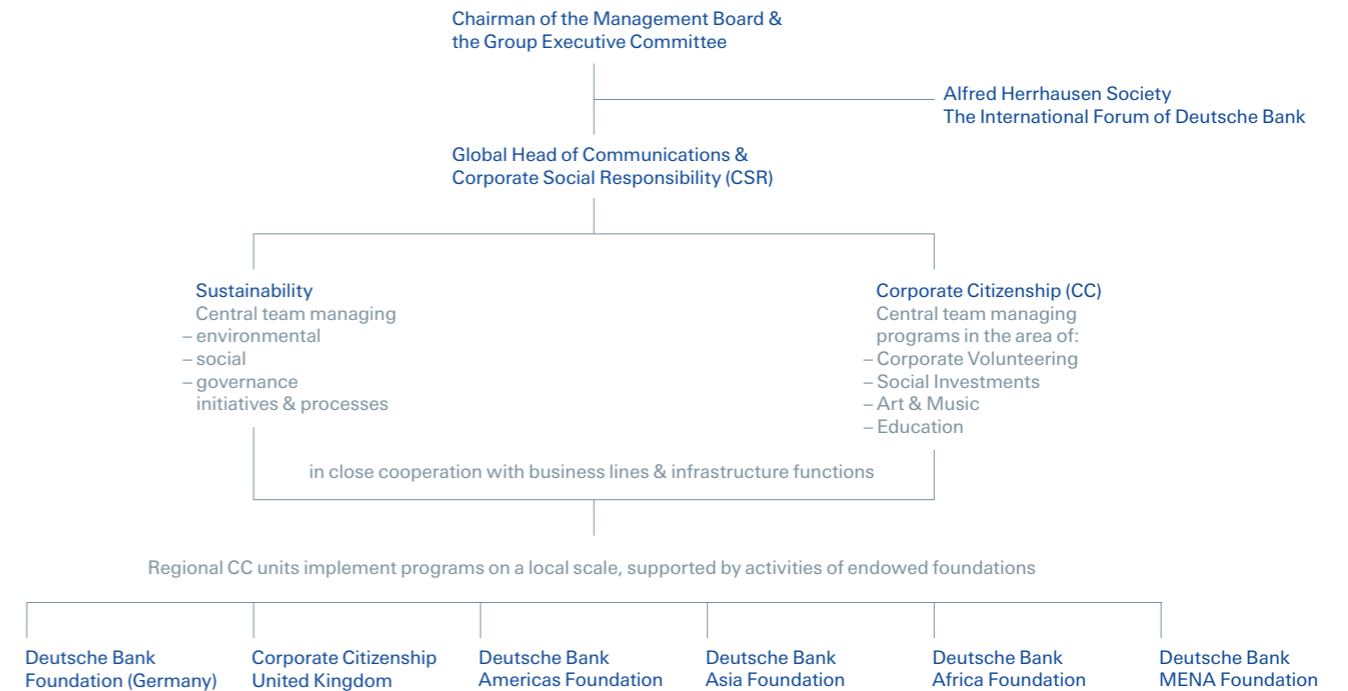 Chairman of the Management Board &
the Group Executive Committee
Alfred Herrhausen Society
The International Forum of Deutsche Bank
Global Head of Communications &
Corporate Social Responsibility (CSR)
Sustainability
Central team managing
– environmental
– social
– governance
initiatives & processes
Corporate Citizenship (CC)
Central team managing
programs in the area of:
– Corporate Volunteering
– Social Investments
– Art & Music
– Education
in close cooperation with business lines & infrastructure functions
Regional CC units implement programs on a local scale, supported by activities of endowed foundations
Deutsche Bank
Foundation (Germany)
Corporate Citizenship
United Kingdom
Deutsche Bank
Americas Foundation
Deutsche Bank
Asia Foundation
Deutsche Bank
Africa Foundation
Deutsche Bank
MENA Foundation